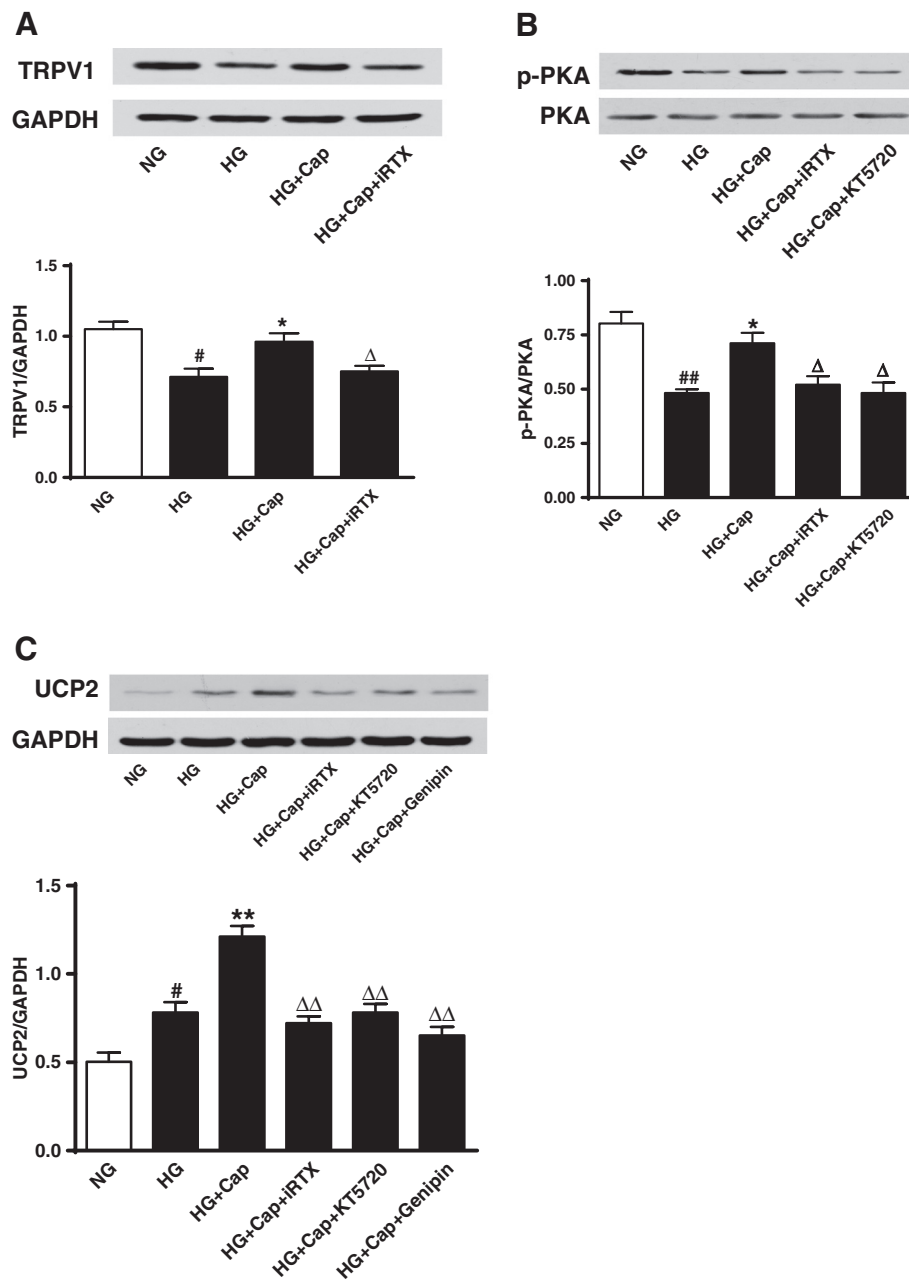 A
TRPV1
GAPDH
NG
HG
HG+Cap
HG+Cap+iRTX
1.5
1.0
0.5
0.0
TRPV1/GAPDH
#
*
Δ
NG
HG
HG+Cap
HG+Cap+iRTX
B
p-PKA
PKA
NG
HG
HG+Cap
HG+Cap+iRTX
HG+Cap+KT5720
1.00
0.75
0.50
0.25
0.00
p-PKA/PKA
##
*
Δ
Δ
NG
HG
HG+Cap
HG+Cap+iRTX
HG+Cap+KT5720
C
UCP2
GAPDH
NG
HG
HG+Cap
HG+Cap+iRTX
HG+Cap+KT5720
HG+Cap+Genipin
1.5
1.0
0.5
0.0
UCP2/GAPDH
#
**
ΔΔ
ΔΔ
ΔΔ
NG
HG
HG+Cap
HG+Cap+iRTX
HG+Cap+KT5720
HG+Cap+Genipin